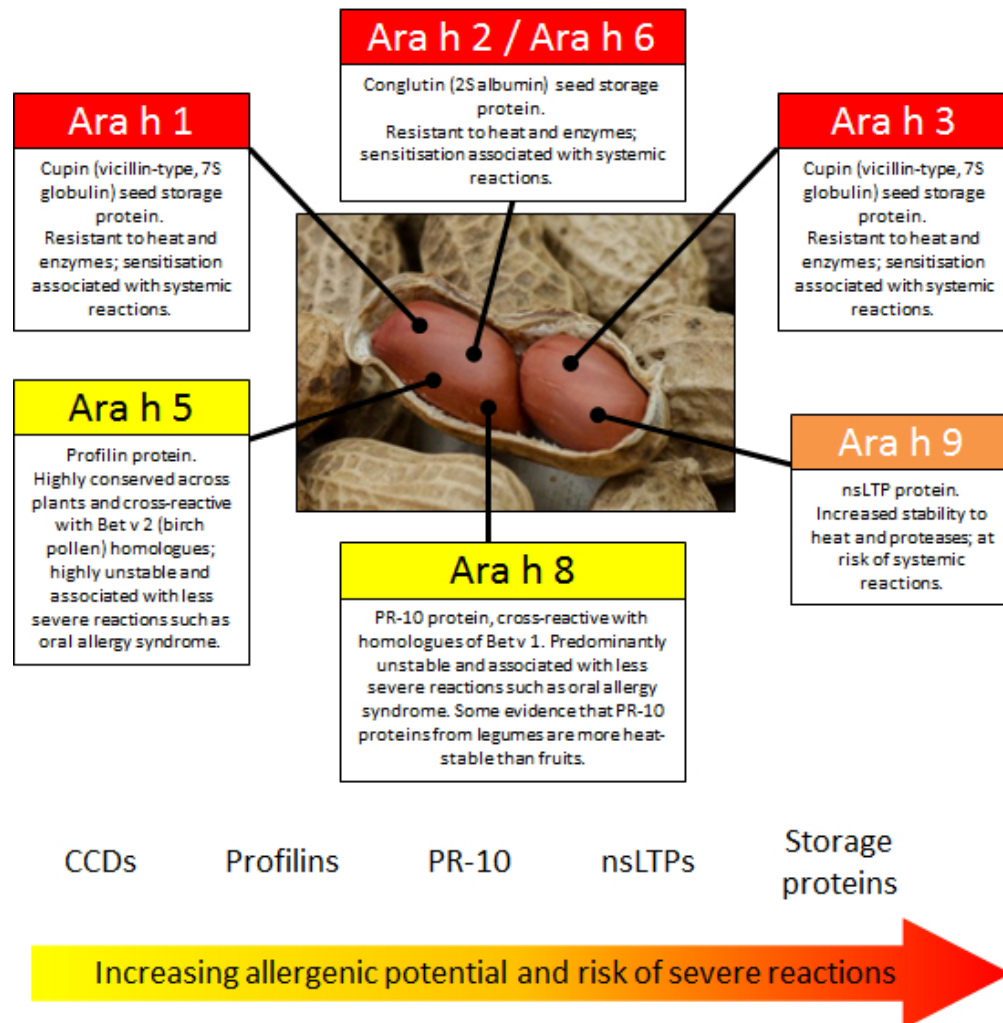 Ara h 2 / Ara h 6
Conglutin (2S albumin) seed storage
protein.
Resistant to heat and enzymes;
sensitisation associated with systemic
reactions.
Ara h 1
Cupin (vicillin-type, 7S
globulin) seed storage
protein.
Resistant to heat and
enzymes; sensitisation
associated with systemic
reactions.
Ara h 3
Cupin (vicillin-type, 7S
globulin) seed storage
protein.
Resistant to heat and
enzymes; sensitisation
associated with systemic
reactions.
Ara h 5
Profilin protein.
Highly conserved across
plants and cross-reactive
with Bet v 2 (birch
pollen) homologues;
highly unstable and
associated with less
severe reactions such as
oral allergy syndrome.
Ara h 9
nsLTP protein.
Increased stability to
heat and proteases; at
risk of systemic
reactions.
Ara h 8
PR-10 protein, cross-reactive with
homologues of Bet v 1. Predominantly
unstable and associated with less
severe reactions such as oral allergy
syndrome. Some evidence that PR-10
proteins from legumes are more heat-
stable than fruits.
CCDs Profilins PR-10 nsLTPs Storage
proteins
Increasing allergenic potential and risk of severe reactions